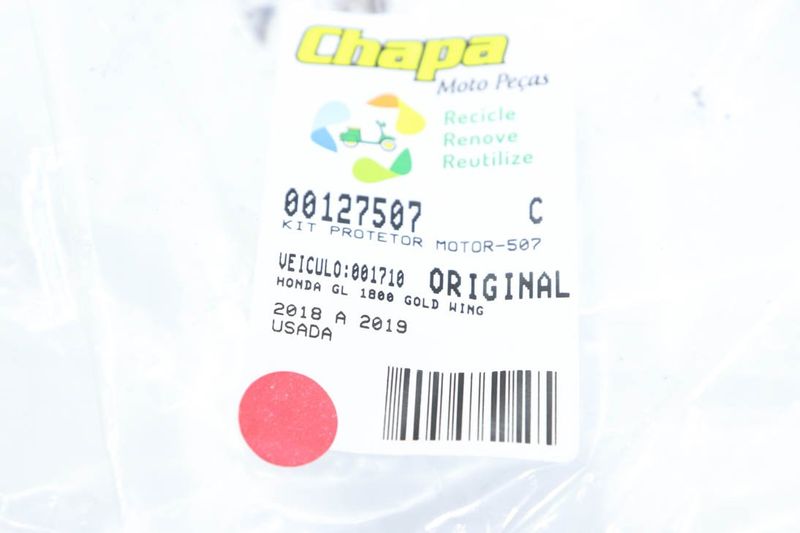 Chapa
Moto Peças
Recicle
Renove
Reutilize
00127507 C
KIT PROTETOR MOTOR-507
VEICULO:001710 ORIGINAL
HONDA GL 1800 GOLD WING
2018 A 2019
USADA